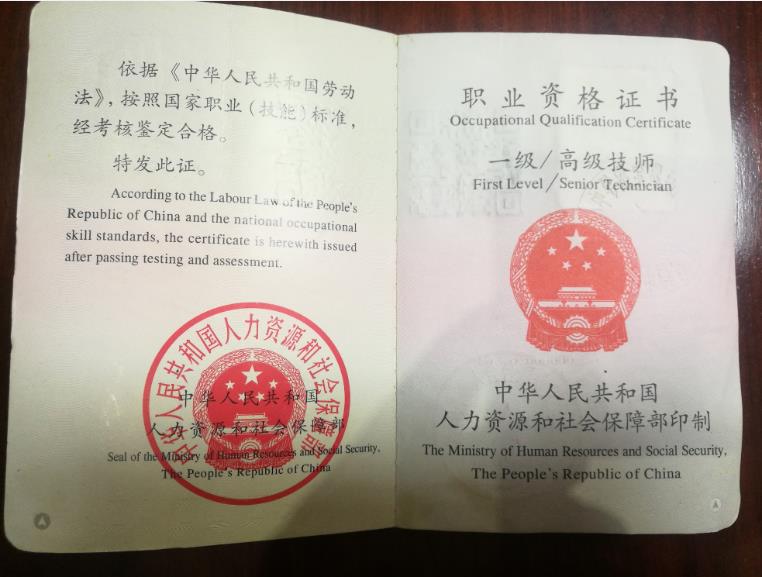 依据《中华人民共和国劳动
法》，按照国家职业（技能）标准，
经考核鉴定合格。
特发此证。
According to the Labour Law of the People's
Republic of China and the national occupational
skill standards, the certificate is herewith issued
after passing testing and assessment.
中华人民共和国人力资源和社会保障部
中华人民共和国
人力资源和社会保障部
Seal of the Ministry of Human Resources and Social Security,
The People's Republic of China
职业资格证书
Occupational Qualification Certificate
一级/高级技师
First Level/Senior Technician
中华人民共和国
人力资源和社会保障部印制
The Ministry of Human Resources and Social Security,
The People's Republic of China